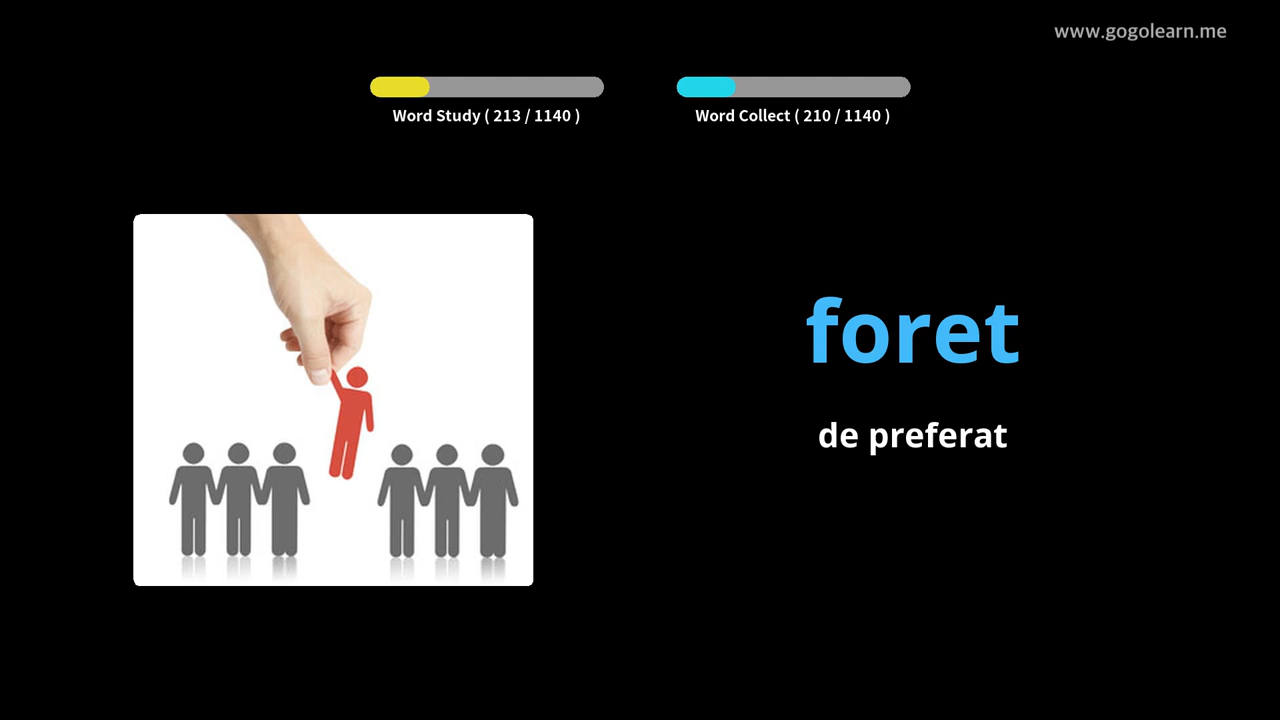 www.gogolearn.me
Word Study ( 213 / 1140 )
Word Collect ( 210 / 1140 )
foret
de preferat